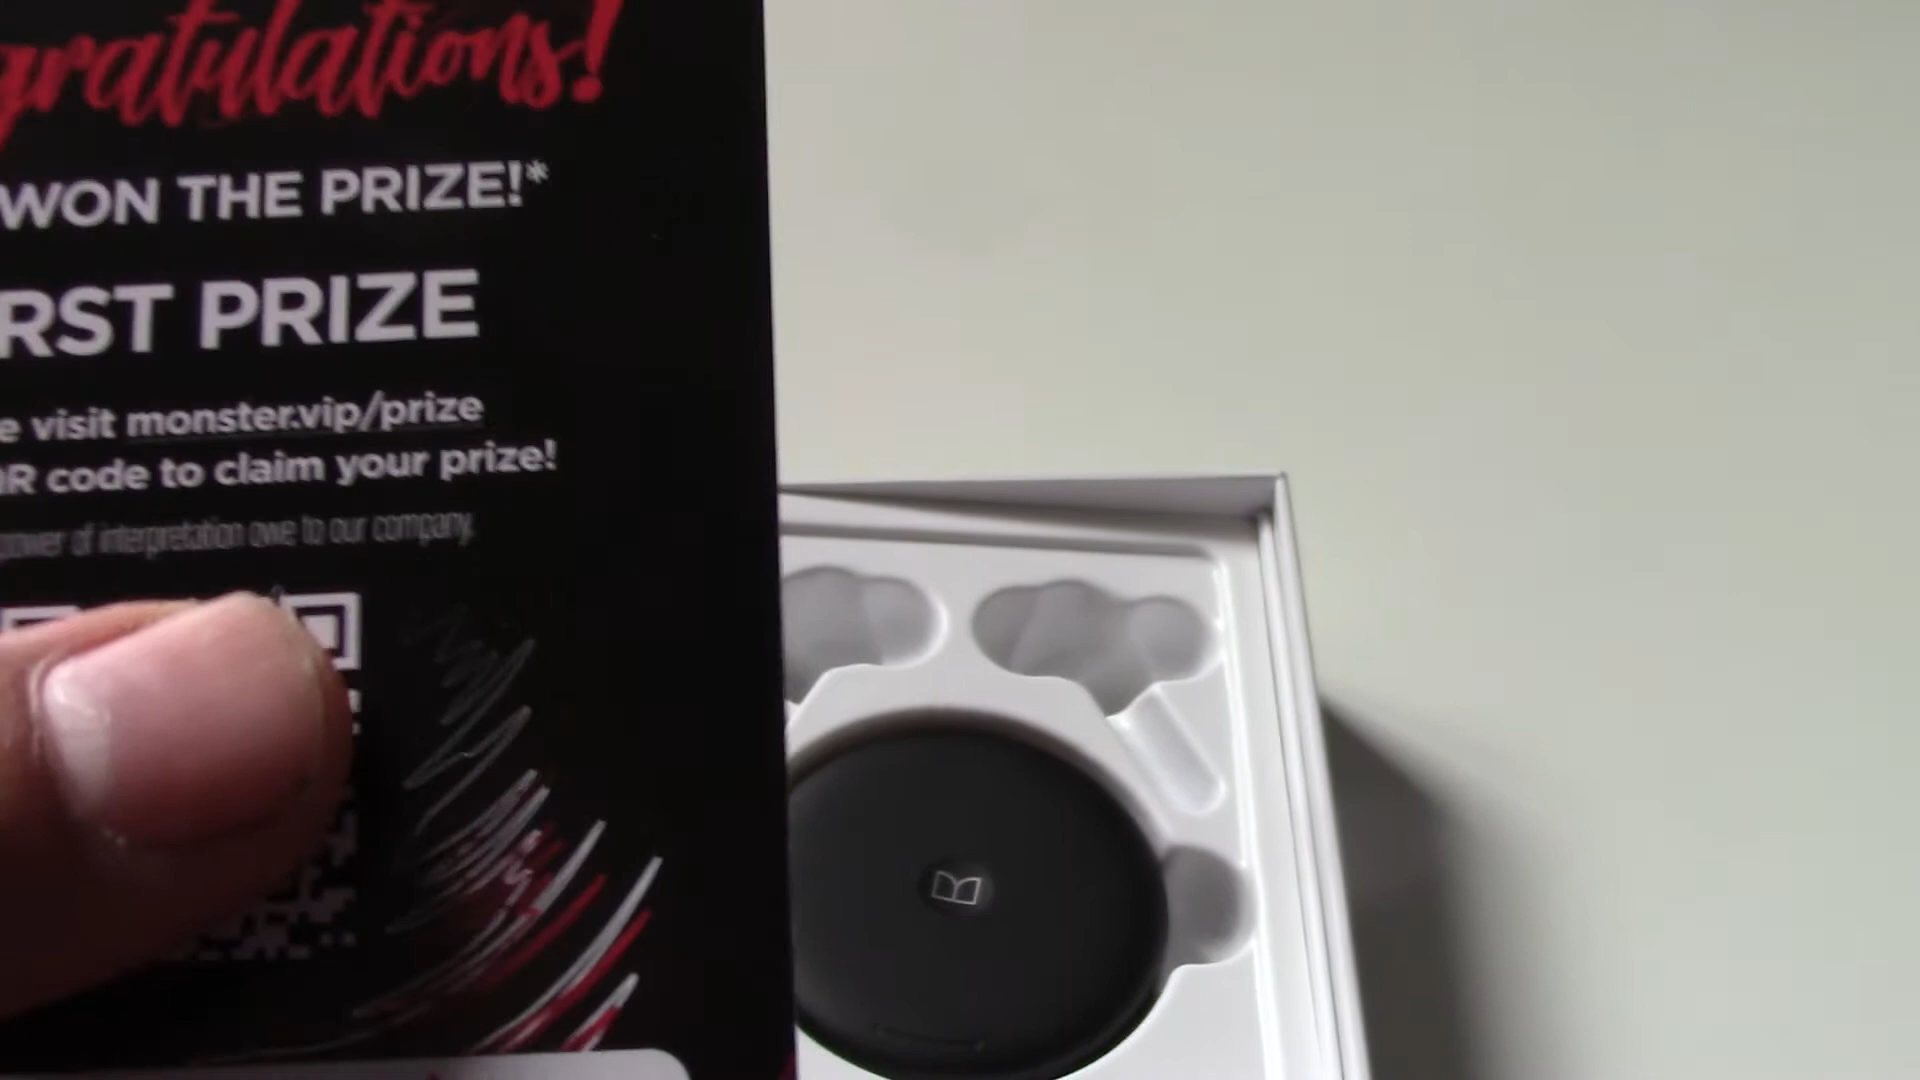 gratulations!
WON THE PRIZE!*
RST PRIZE
e visit monster.vip/prize
R code to claim your prize!
power of interpretation owe to our company.